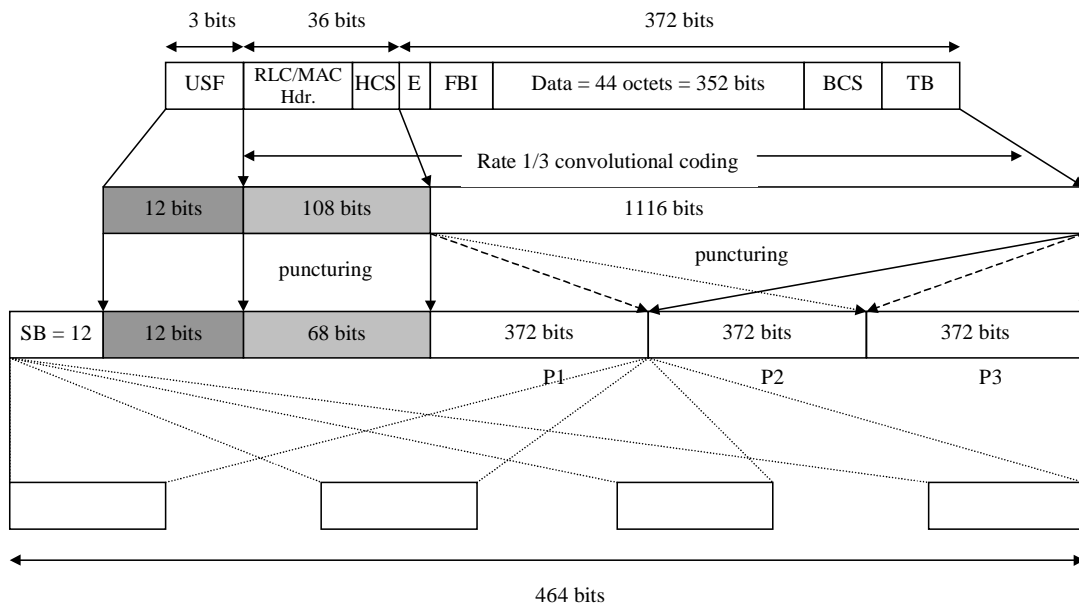 3 bits 36 bits 372 bits
USF RLC/MAC Hdr. HCS E FBI Data = 44 octets = 352 bits BCS TB
Rate 1/3 convolutional coding
12 bits 108 bits 1116 bits
puncturing puncturing
SB = 12 12 bits 68 bits 372 bits 372 bits 372 bits
P1 P2 P3
464 bits